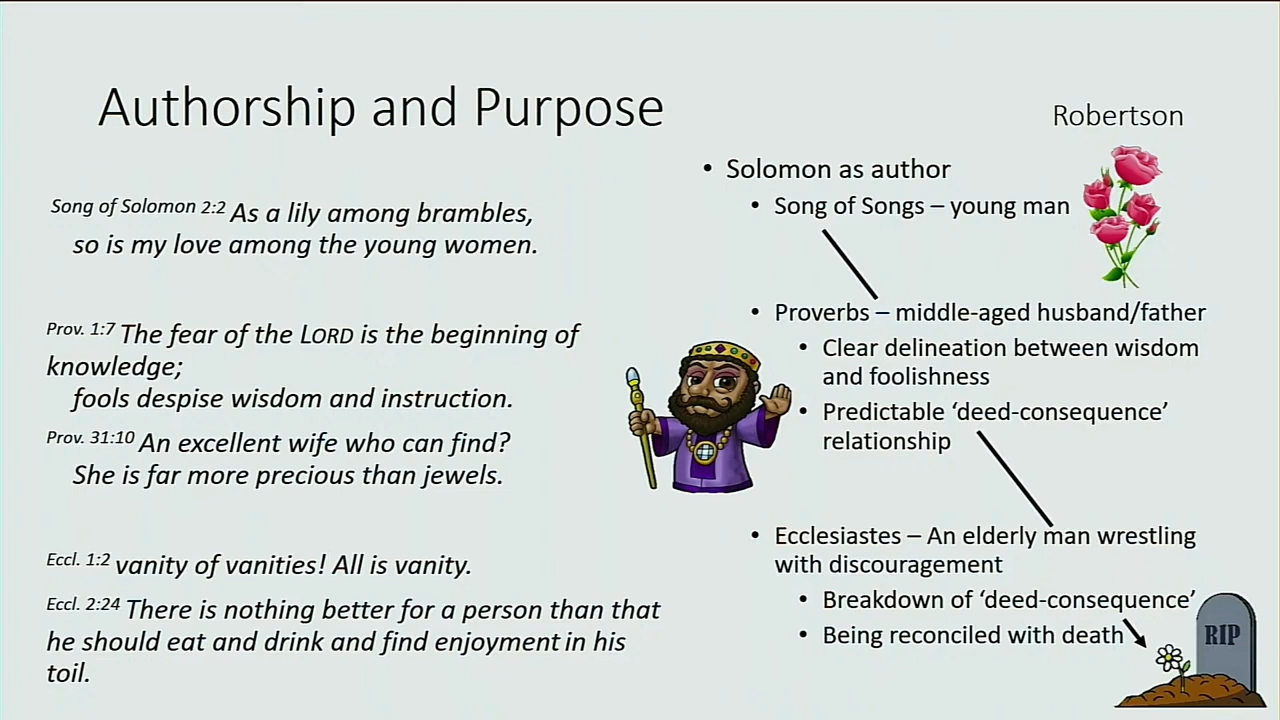 Authorship and Purpose
Robertson
Song of Solomon 2:2 As a lily among brambles,
so is my love among the young women.
Prov. 1:7 The fear of the LORD is the beginning of
knowledge;
fools despise wisdom and instruction.
Prov. 31:10 An excellent wife who can find?
She is far more precious than jewels.
Eccl. 1:2 vanity of vanities! All is vanity.
Eccl. 2:24 There is nothing better for a person than that
he should eat and drink and find enjoyment in his
toil.
• Solomon as author
• Song of Songs – young man
• Proverbs – middle-aged husband/father
• Clear delineation between wisdom
and foolishness
• Predictable ‘deed-consequence’
relationship
• Ecclesiastes – An elderly man wrestling
with discouragement
• Breakdown of ‘deed-consequence’
• Being reconciled with death
RIP